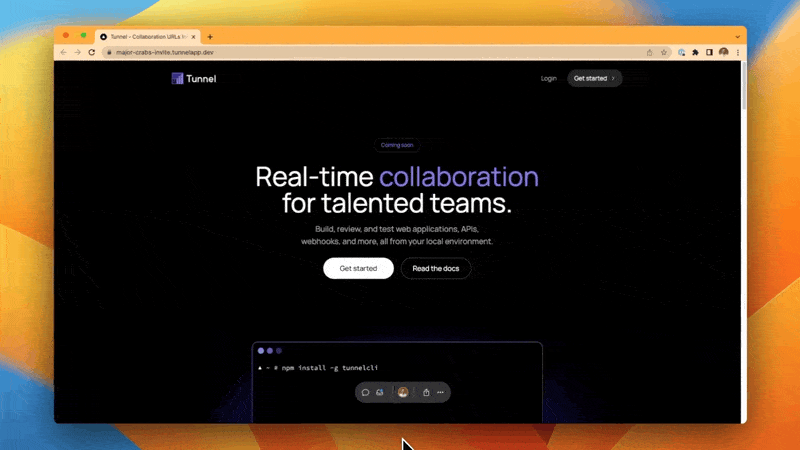 Tunnel - Collaboration URLs for
major-crabs-invite.tunnelapp.dev
Tunnel
Login
Get started
Coming soon
Real-time collaboration
for talented teams.
Build, review, and test web applications, APIs,
webhooks, and more, all from your local environment.
Get started
Read the docs
▲ ~ # npm install -g tunnelcli